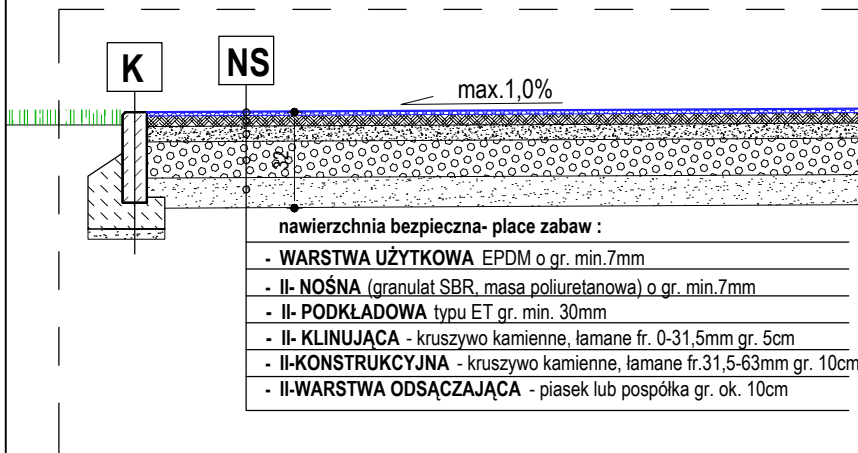 K
NS
max.1,0%
32
nawierzchnia bezpieczna- place zabaw :
- WARSTWA UŻYTKOWA EPDM o gr. min.7mm
- II- NOŚNA (granulat SBR, masa poliuretanowa) o gr. min.7mm
- II- PODKŁADOWA typu ET gr. min. 30mm
- II- KLINUJĄCA - kruszywo kamienne, łamane fr. 0-31,5mm gr. 5cm
- II-KONSTRUKCYJNA - kruszywo kamienne, łamane fr.31,5-63mm gr. 10cm
- II-WARSTWA ODSĄCZAJĄCA - piasek lub pospółka gr. ok. 10cm